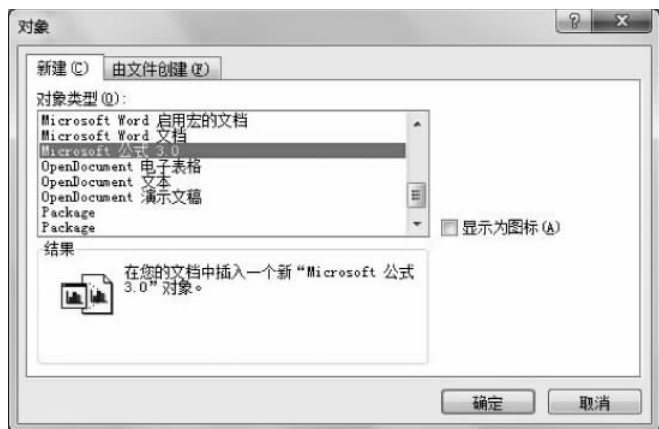 对象
新建(C)
由文件创建(F)
对象类型(O):
Microsoft Word 启用宏的文档
Microsoft Word 文档
Microsoft 公式 3.0
OpenDocument 电子表格
OpenDocument 文本
OpenDocument 演示文稿
Package
Package
显示为图标(A)
结果
在您的文档中插入一个新“Microsoft 公式
3.0”对象。
确定
取消